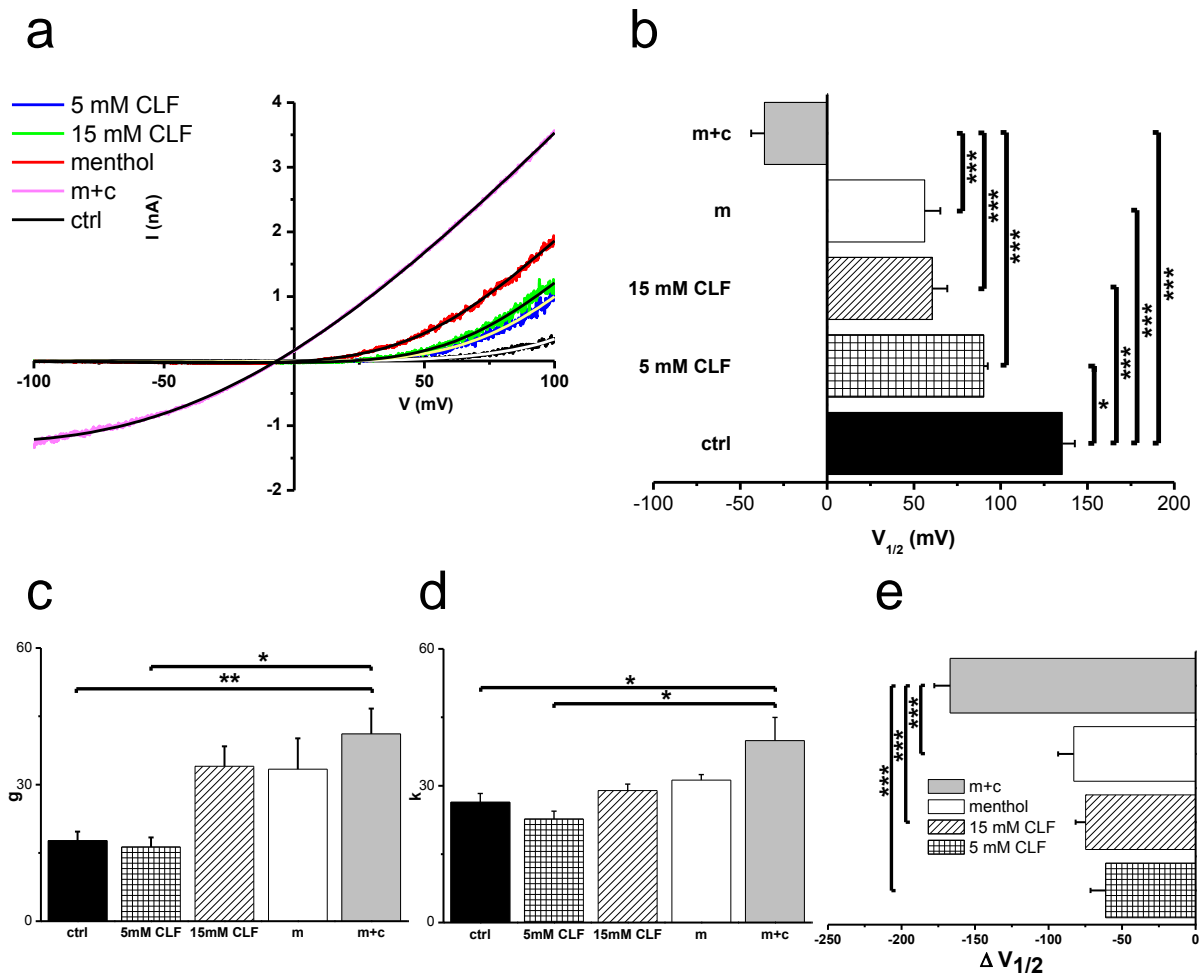 a
5 mM CLF
15 mM CLF
menthol
m+c
ctrl
I (nA)
4
3
2
1
-1
-2
-100
-50
50
100
V (mV)
b
m+c
m
15 mM CLF
5 mM CLF
ctrl
***
***
***
*
***
***
***
-100
-50
0
50
100
150
200
V1/2 (mV)
c
60
30
0
g
*
**
ctrl
5mM CLF
15mM CLF
m
m+c
d
60
30
0
k
*
*
ctrl
5mM CLF
15mM CLF
m
m+c
e
***
***
***
m+c
menthol
15 mM CLF
5 mM CLF
-250
-200
-150
-100
-50
0
Δ V1/2